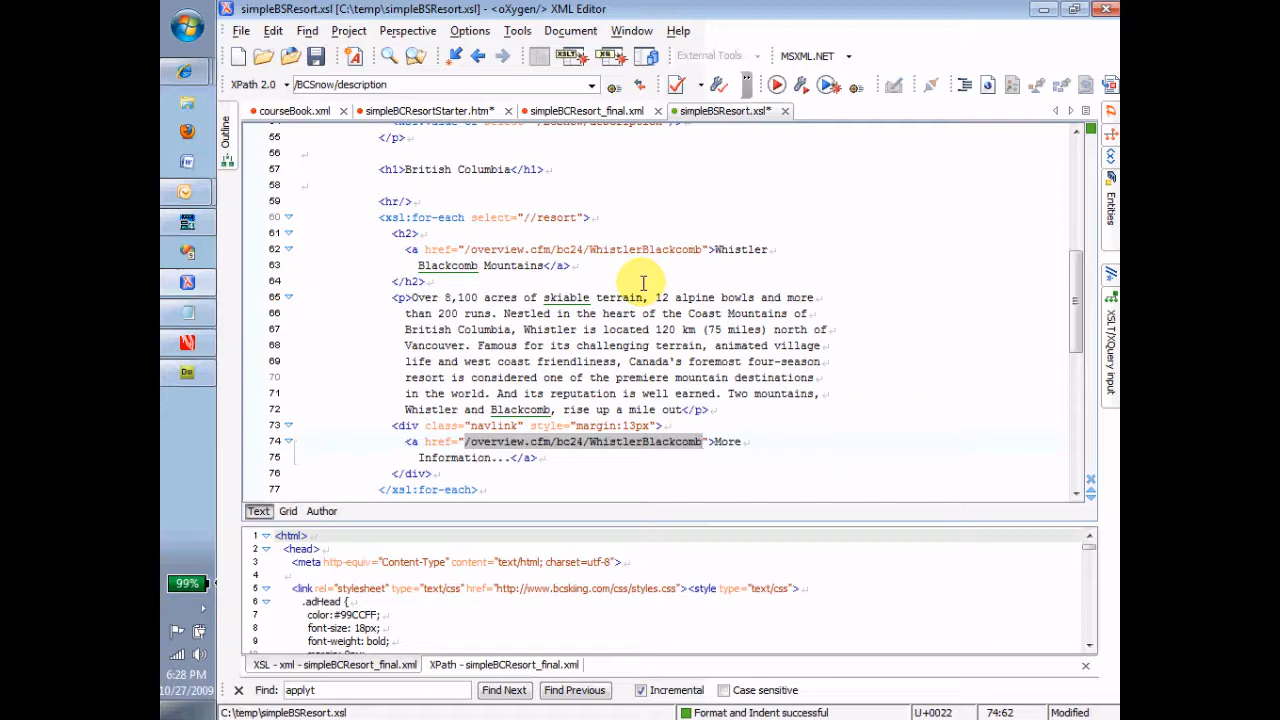 simpleBSResort.xsl [C:\temp\simpleBSResort.xsl] - <oXygen/> XML Editor
File Edit Find Project Perspective Options Tools Document Window Help
External Tools MSXML.NET
XPath 2.0 /BCSnow/description
courseBook.xml simpleBCResortStarter.htm* simpleBCResort_final.xml simpleBSResort.xsl*
Outline
55 </p>
56
57 <h1>British Columbia</h1>
58
59 <hr/>
60 <xsl:for-each select="//resort">
61 <h2>
62 <a href="/overview.cfm/bc24/WhistlerBlackcomb">Whistler
63 Blackcomb Mountains</a>
64 </h2>
65 <p>Over 8,100 acres of skiable terrain, 12 alpine bowls and more
66 than 200 runs. Nestled in the heart of the Coast Mountains of
67 British Columbia, Whistler is located 120 km (75 miles) north of
68 Vancouver. Famous for its challenging terrain, animated village
69 life and west coast friendliness, Canada's foremost four-season
70 resort is considered one of the premiere mountain destinations
71 in the world. And its reputation is well earned. Two mountains,
72 Whistler and Blackcomb, rise up a mile out</p>
73 <div class="navlink" style="margin:13px">
74 <a href="/overview.cfm/bc24/WhistlerBlackcomb">More
75 Information...</a>
76 </div>
77 </xsl:for-each>
Entities
XSLT/XQuery input
Text Grid Author
1 <html>
2 <head>
3 <meta http-equiv="Content-Type" content="text/html; charset=utf-8">
4
5 <link rel="stylesheet" type="text/css" href="http://www.bcskiing.com/css/styles.css"><style type="text/css">
6 .adHead {
7 color:#99CCFF;
8 font-size: 18px;
9 font-weight: bold;
XSL - xml - simpleBCResort_final.xml XPath - simpleBCResort_final.xml
Find: applyt Find Next Find Previous Incremental Case sensitive
C:\temp\simpleBSResort.xsl Format and Indent successful U+0022 74:62 Modified
99%
6:28 PM
10/27/2009